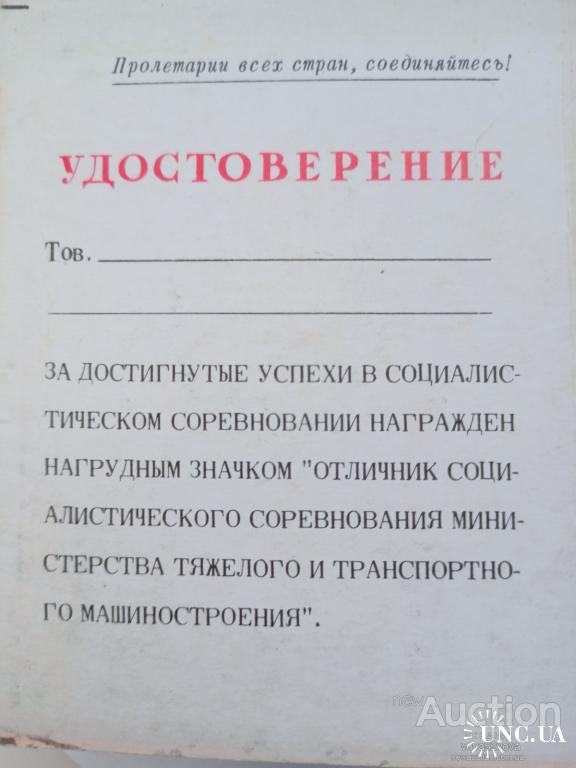 Пролетарии всех стран, соединяйтесь!
УДОСТОВЕРЕНИЕ
Тов.
ЗА ДОСТИГНУТЫЕ УСПЕХИ В СОЦИАЛИС-
ТИЧЕСКОМ СОРЕВНОВАНИИ НАГРАЖДЕН
НАГРУДНЫМ ЗНАЧКОМ "ОТЛИЧНИК СОЦИ-
АЛИСТИЧЕСКОГО СОРЕВНОВАНИЯ МИНИ-
СТЕРСТВА ТЯЖЕЛОГО И ТРАНСПОРТНО-
ГО МАШИНОСТРОЕНИЯ".
Auction
UNC.UA